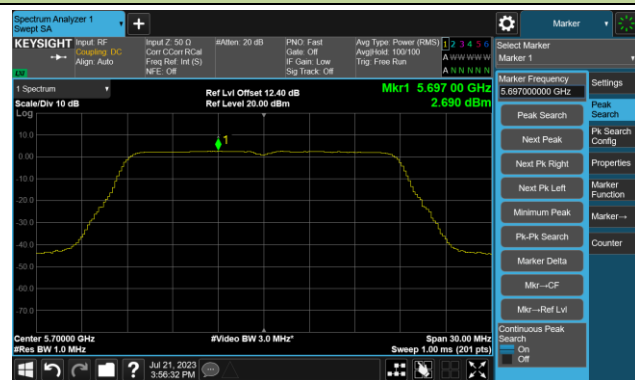 Spectrum Analyzer 1
Swept SA
Marker
KEYSIGHT
Input: RF
Coupling: DC
Align: Auto
Input Z: 50 Ω
Corr CCorr RCal
Freq Ref: Int (S)
NFE: Off
#Atten: 20 dB
PNO: Fast
Gate: Off
IF Gain: Low
Sig Track: Off
Avg Type: Power (RMS)
Avg|Hold: 100/100
Trig: Free Run
1 2 3 4 5 6
A W W W W W
A N N N N N
Select Marker
Marker 1
1 Spectrum
Scale/Div 10 dB
Log
Ref Lvl Offset 12.40 dB
Ref Level 20.00 dBm
Mkr1 5.697 00 GHz
2.690 dBm
Marker Frequency
5.697000000 GHz
Settings
Peak Search
Peak
Search
Next Peak
Pk Search
Config
Next Pk Right
Properties
Next Pk Left
Marker
Function
Minimum Peak
Marker→
Pk-Pk Search
Counter
Marker Delta
Mkr→CF
Mkr→Ref Lvl
Continuous Peak
Search
On
Off
1
10.0
0.00
-10.0
-20.0
-30.0
-40.0
-50.0
-60.0
-70.0
Center 5.70000 GHz
#Res BW 1.0 MHz
#Video BW 3.0 MHz*
Span 30.00 MHz
Sweep 1.00 ms (201 pts)
Jul 21, 2023
3:56:32 PM